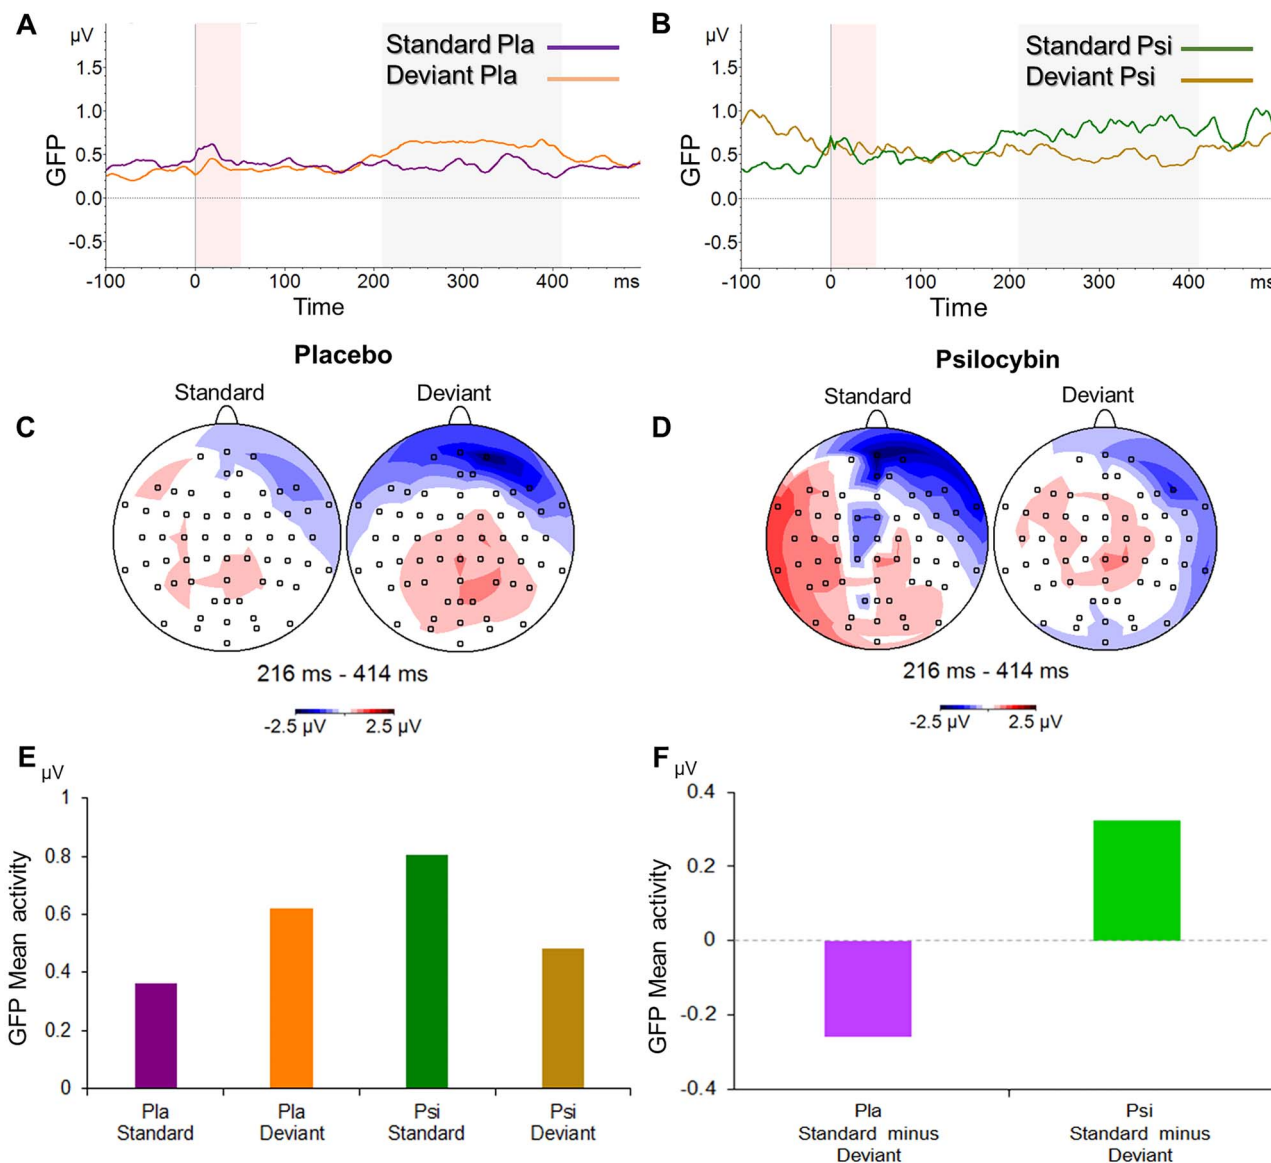 A
μV
Standard Pla
Deviant Pla
1.5
1.0
0.5
0.0
-0.5
GFP
-100 0 100 200 300 400 ms
Time
B
μV
Standard Psi
Deviant Psi
1.5
1.0
0.5
0.0
-0.5
GFP
-100 0 100 200 300 400 ms
Time
Placebo
C
Standard Deviant
216 ms - 414 ms
-2.5 μV 2.5 μV
Psilocybin
D
Standard Deviant
216 ms - 414 ms
-2.5 μV 2.5 μV
E
μV
1
0.8
0.6
0.4
0.2
0
GFP Mean activity
Pla
Standard
Pla
Deviant
Psi
Standard
Psi
Deviant
F
μV
0.4
0.2
0
-0.2
-0.4
GFP Mean activity
Pla
Standard minus
Deviant
Psi
Standard minus
Deviant